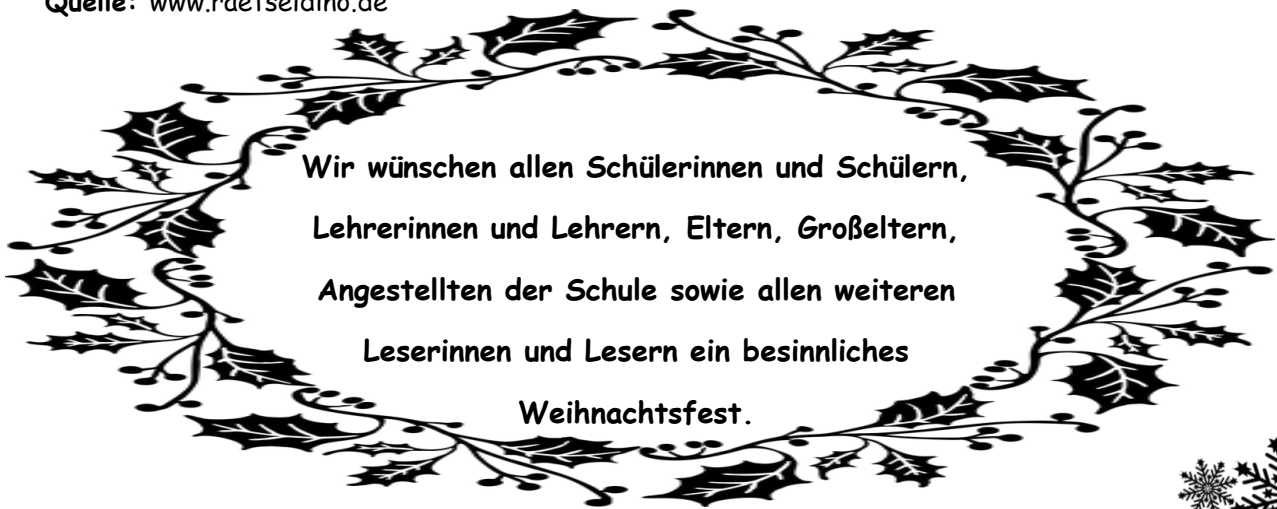 Quelle: www.raetseldino.de
Wir wünschen allen Schülerinnen und Schülern,
Lehrerinnen und Lehrern, Eltern, Großeltern,
Angestellten der Schule sowie allen weiteren
Leserinnen und Lesern ein besinnliches
Weihnachtsfest.